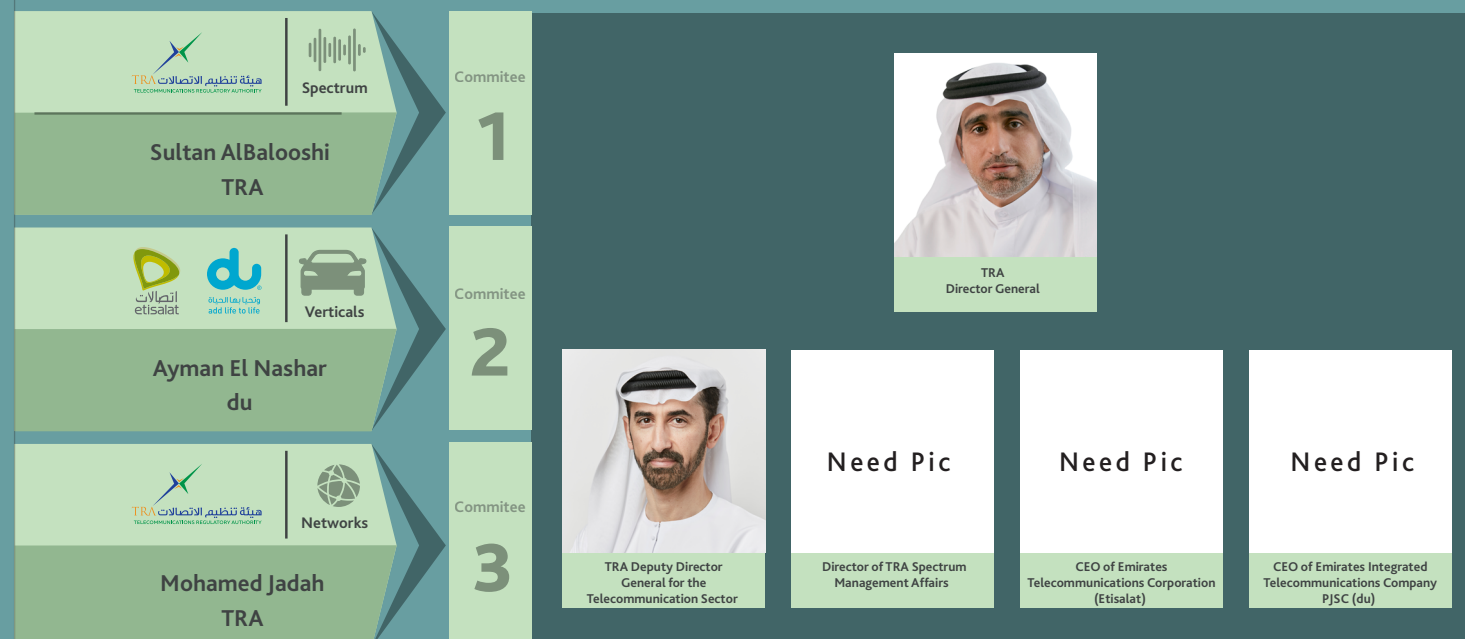 هيئة تنظيم الاتصالات TRA
TELECOMMUNICATIONS REGULATORY AUTHORITY
Spectrum
Sultan AlBalooshi
TRA
Commitee
1
اتصالات
etisalat
du
وتحيا بها الحياة
add life to life
Verticals
Ayman El Nashar
du
Commitee
2
هيئة تنظيم الاتصالات TRA
TELECOMMUNICATIONS REGULATORY AUTHORITY
Networks
Mohamed Jadah
TRA
Commitee
3
TRA
Director General
TRA Deputy Director
General for the
Telecommunication Sector
Need Pic
Director of TRA Spectrum
Management Affairs
Need Pic
CEO of Emirates
Telecommunications Corporation
(Etisalat)
Need Pic
CEO of Emirates Integrated
Telecommunications Company
PJSC (du)